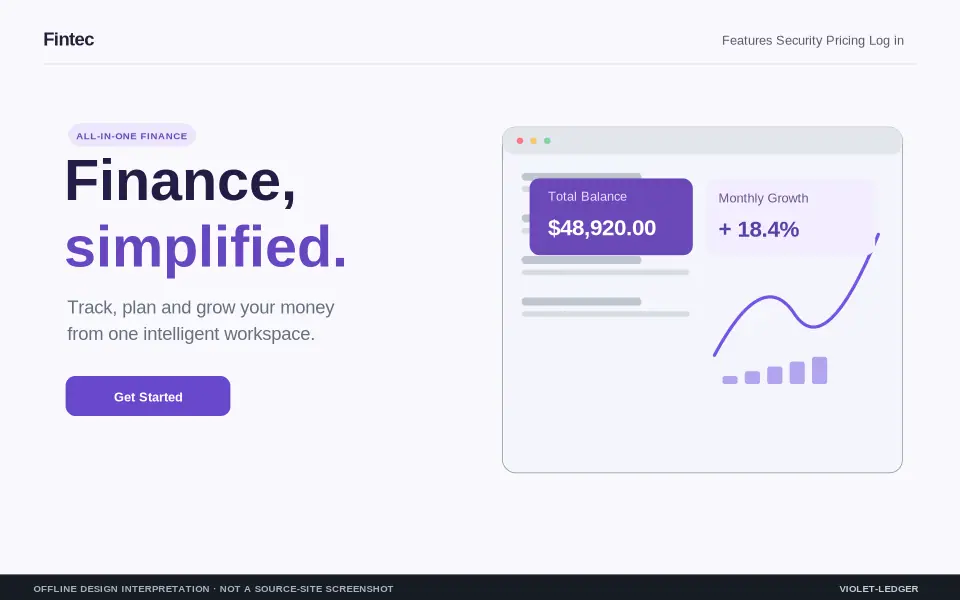 Fintec
Features Security Pricing Log in
ALL-IN-ONE FINANCE
Finance,
simplified.
Track, plan and grow your money
from one intelligent workspace.
Get Started
Total Balance
$48,920.00
Monthly Growth
+ 18.4%
OFFLINE DESIGN INTERPRETATION · NOT A SOURCE-SITE SCREENSHOT
VIOLET-LEDGER